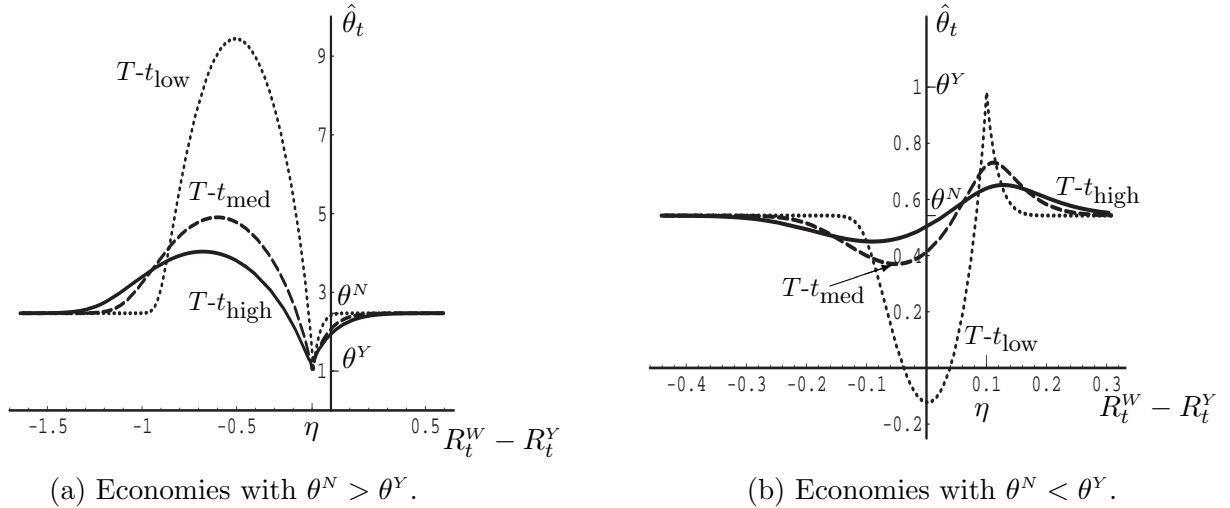 θ̂_t
9
T-t_low
T-t_med
5
T-t_high
3
θ^N
θ^Y
1
-1.5
-1
-0.5
η
0.5
R_t^W − R_t^Y
(a) Economies with θ^N > θ^Y.
θ̂_t
1
θ^Y
0.8
0.6
θ^N
T-t_high
0.4
T-t_med
0.2
T-t_low
-0.4
-0.3
-0.2
-0.1
0.1
0.2
0.3
η
R_t^W − R_t^Y
-0.2
(b) Economies with θ^N < θ^Y.